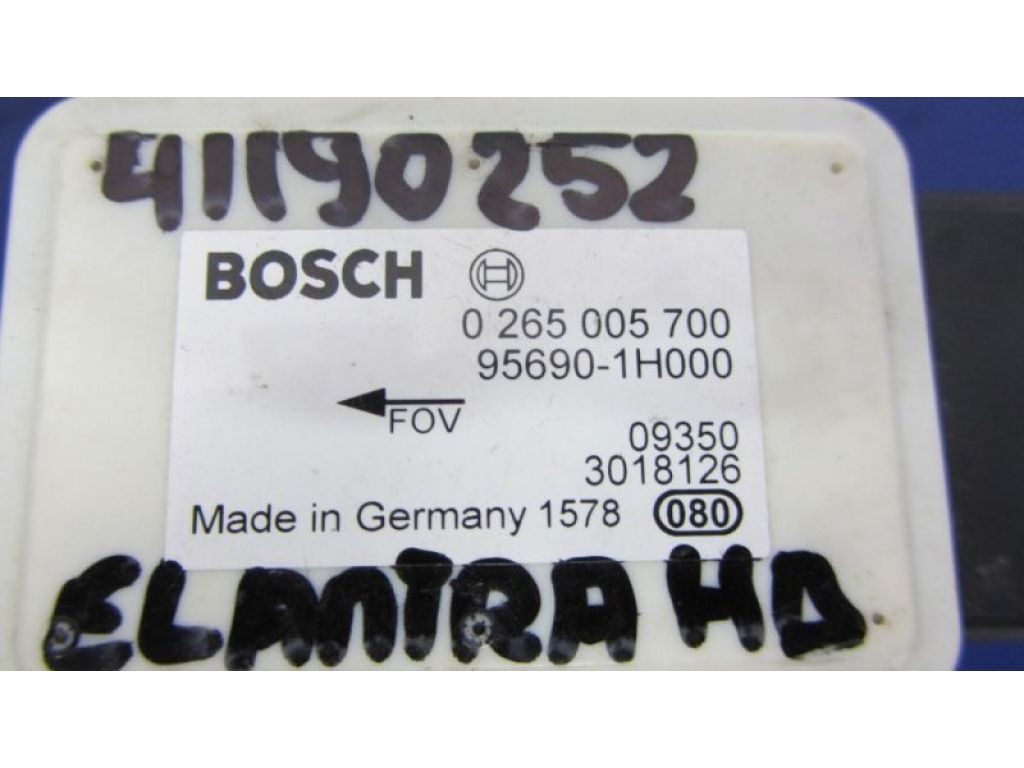 41190252
BOSCH
0 265 005 700
95690-1H000
FOV
09350
3018126
Made in Germany 1578 080
ELANTRA HD